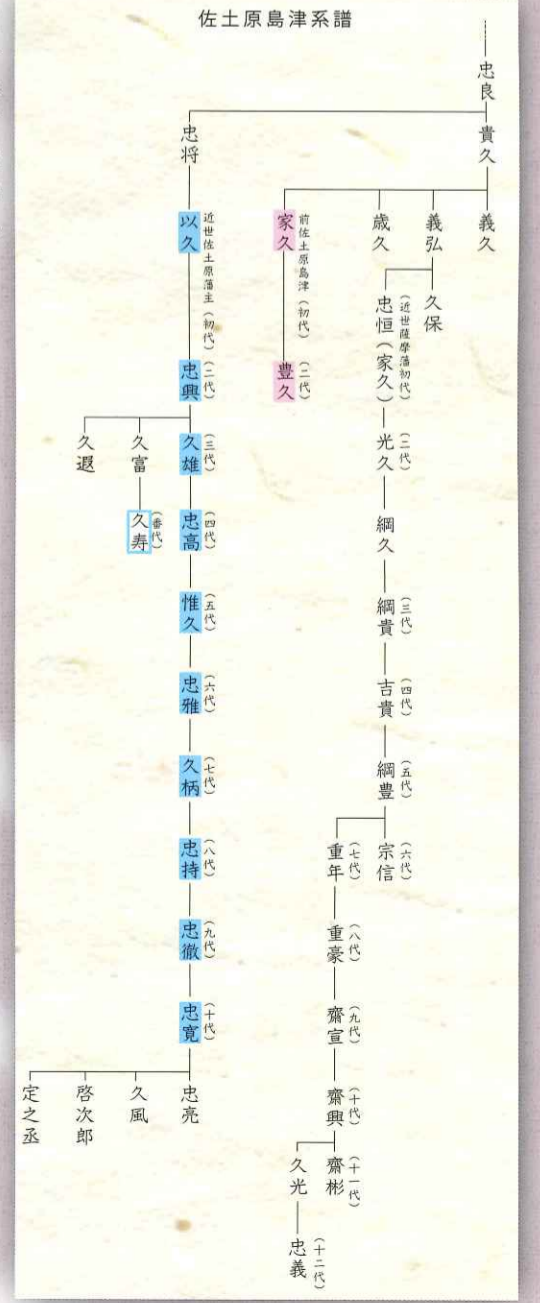 佐土原島津系譜
忠良
貴久
義久
義弘
歳久
家久
前佐土原島津（初代）
豊久
（二代）
久保
忠恒（家久）
（近世薩摩藩初代）
光久
（二代）
綱久
綱貴
（三代）
吉貴
（四代）
綱豊
（五代）
宗信
（六代）
重年
（七代）
重豪
（八代）
齋宣
（九代）
齋興
（十代）
齋彬
（十一代）
久光
忠義
（十二代）
忠将
以久
近世佐土原藩主（初代）
忠興
（二代）
久雄
（三代）
久富
久遐
久寿
（番代）
忠高
（四代）
惟久
（五代）
忠雅
（六代）
久柄
（七代）
忠持
（八代）
忠徹
（九代）
忠寛
（十代）
忠亮
久風
啓次郎
定之丞